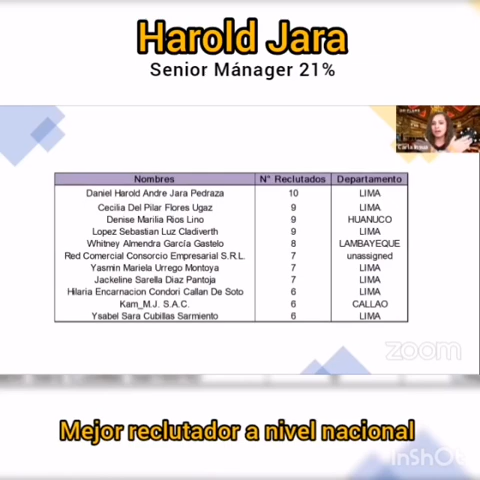 Harold Jara
Senior Mánager 21%
Nombres N° Reclutados Departamento
Daniel Harold Andre Jara Pedraza 10 LIMA
Cecilia Del Pilar Flores Ugaz 9 LIMA
Denise Marilia Rios Lino 9 HUANUCO
Lopez Sebastian Luz Cladiverth 9 LIMA
Whitney Almendra García Gastelo 8 LAMBAYEQUE
Red Comercial Consorcio Empresarial S.R.L. 7 unassigned
Yasmin Mariela Urrego Montoya 7 LIMA
Jackeline Sarella Diaz Pantoja 7 LIMA
Hilaria Encarnacion Condori Callan De Soto 6 LIMA
Kam_M.J. S.A.C. 6 CALLAO
Ysabel Sara Cubillas Sarmiento 6 LIMA
zoom
Mejor reclutador a nivel nacional
InShOt